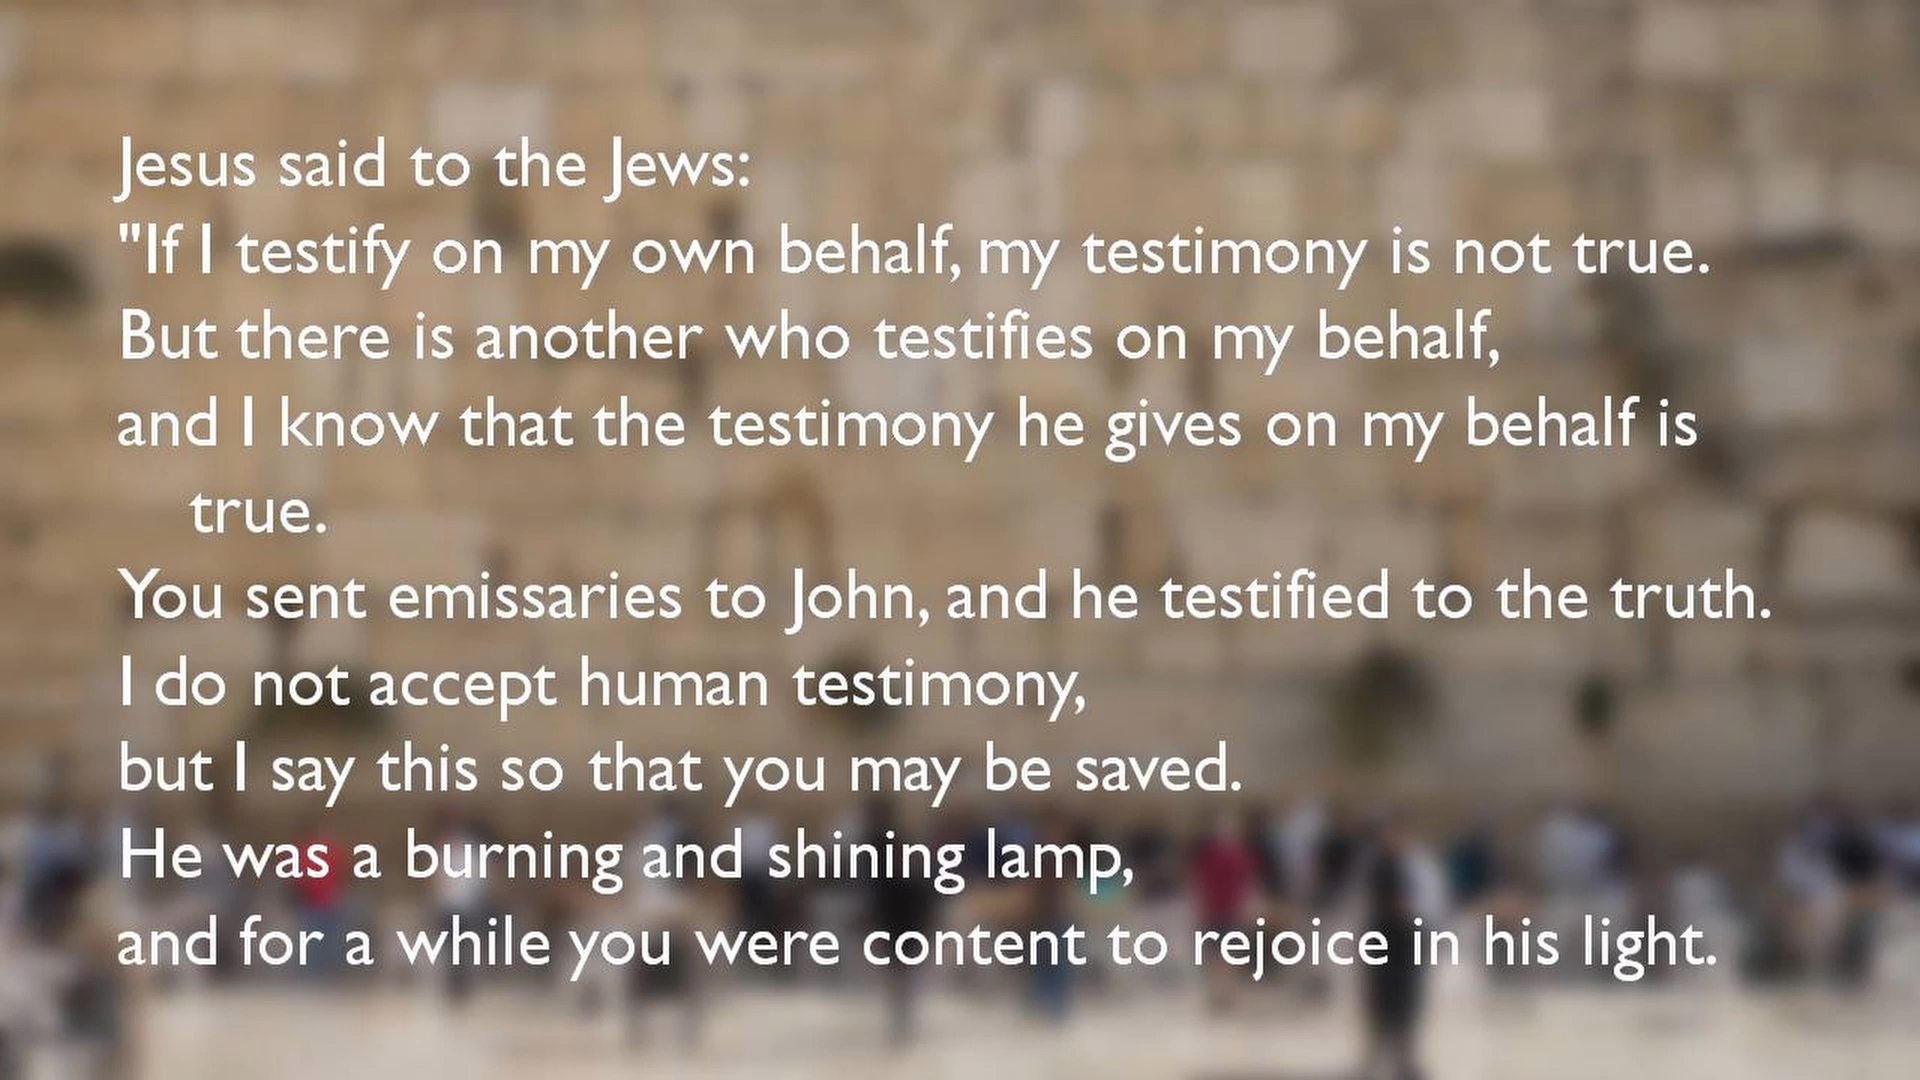 Jesus said to the Jews:
"If I testify on my own behalf, my testimony is not true.
But there is another who testifies on my behalf,
and I know that the testimony he gives on my behalf is
true.
You sent emissaries to John, and he testified to the truth.
I do not accept human testimony,
but I say this so that you may be saved.
He was a burning and shining lamp,
and for a while you were content to rejoice in his light.